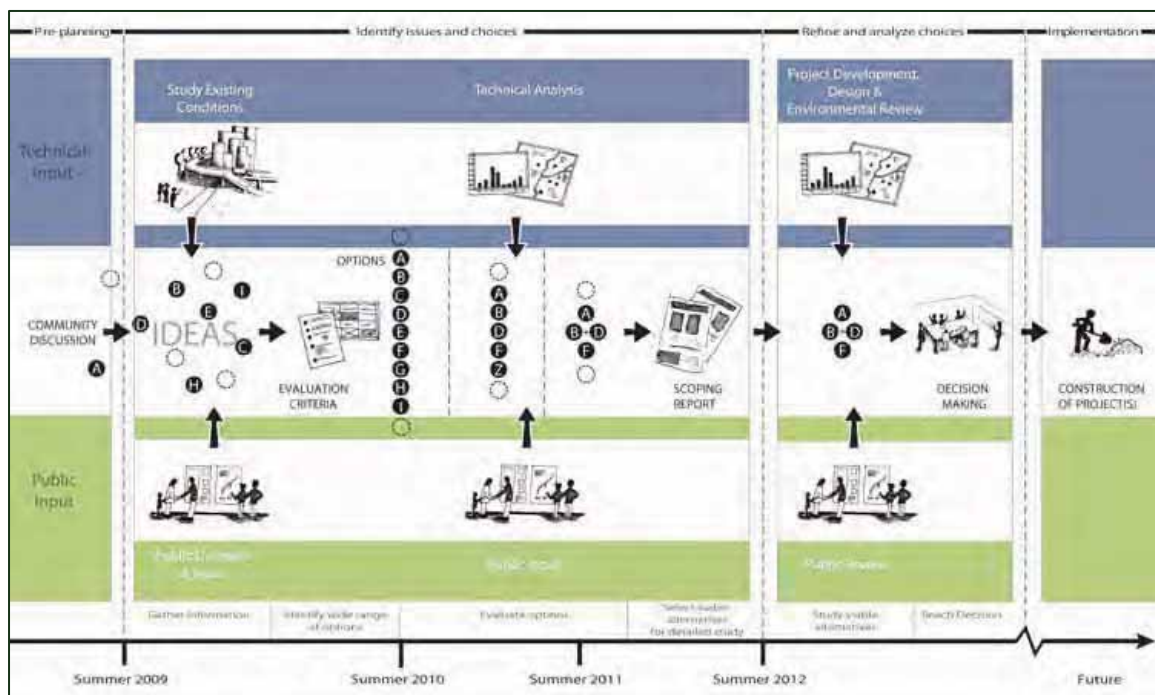 Pre-planning
Identify issues and choices
Refine and analyze choices
Implementation
Technical
Input
Study Existing
Conditions
Technical Analysis
Project Development,
Design &
Environmental Review
COMMUNITY
DISCUSSION
A
D
B
I
E
IDEAS
C
H
EVALUATION
CRITERIA
OPTIONS
A
B
C
D
E
F
G
H
I
A
B
D
F
Z
A
B-D
F
SCOPING
REPORT
A
B-D
F
DECISION
MAKING
CONSTRUCTION
OF PROJECT(S)
Public
Input
Public Input
Public Review
Gather Information
Identify wide range
of options
Evaluate options
Select viable
alternatives
for detailed study
Study viable
alternatives
Reach Decision
Summer 2009
Summer 2010
Summer 2011
Summer 2012
Future